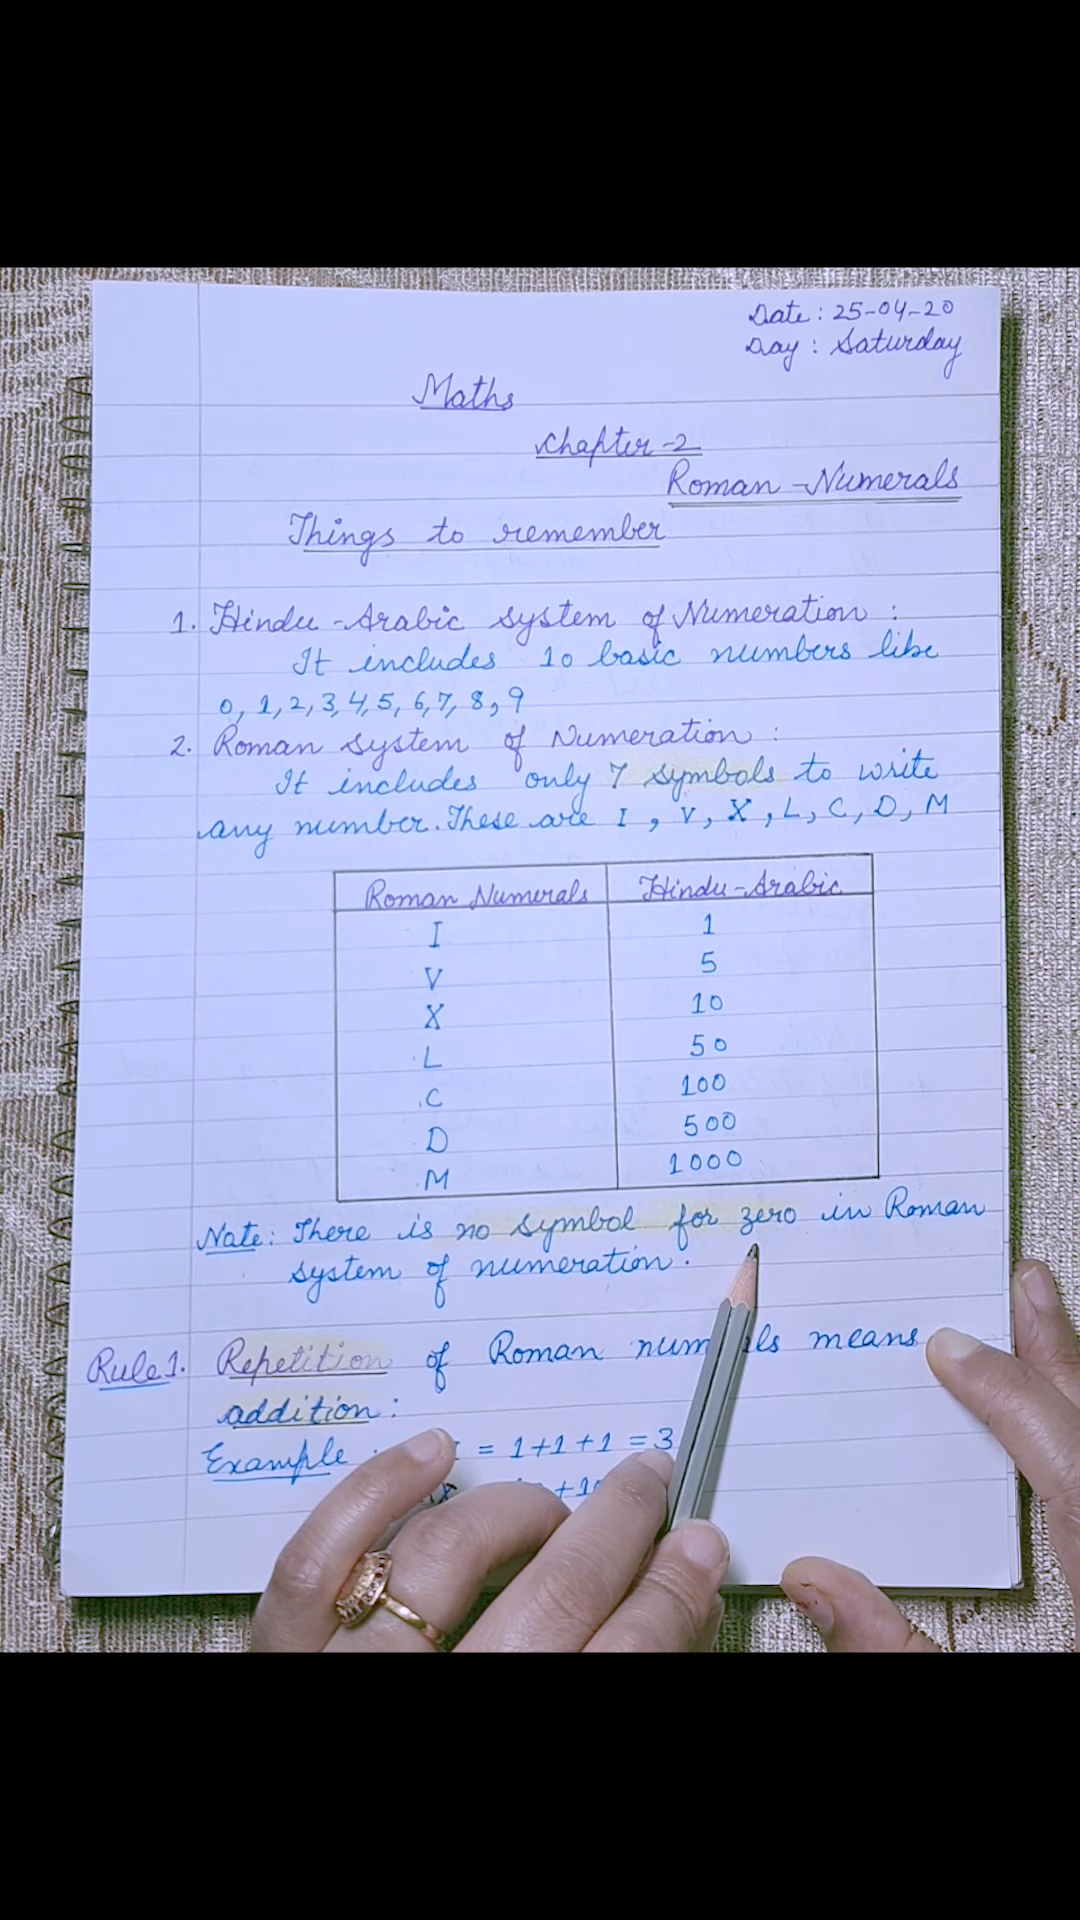 Date : 25-04-20
Day : Saturday
Maths
Chapter-2
Roman-Numerals
Things to remember
1. Hindu-Arabic System of Numeration :
It includes 10 basic numbers like
0, 1, 2, 3, 4, 5, 6, 7, 8, 9
2. Roman System of Numeration :
It includes only 7 symbols to write
any number. These are I, V, X, L, C, D, M
Roman Numerals Hindu-Arabic
I 1
V 5
X 10
L 50
C 100
D 500
M 1000
Note: There is no symbol for zero in Roman
system of numeration.
Rule 1. Repetition of Roman means
addition :
Example = 1+1+1 = 3